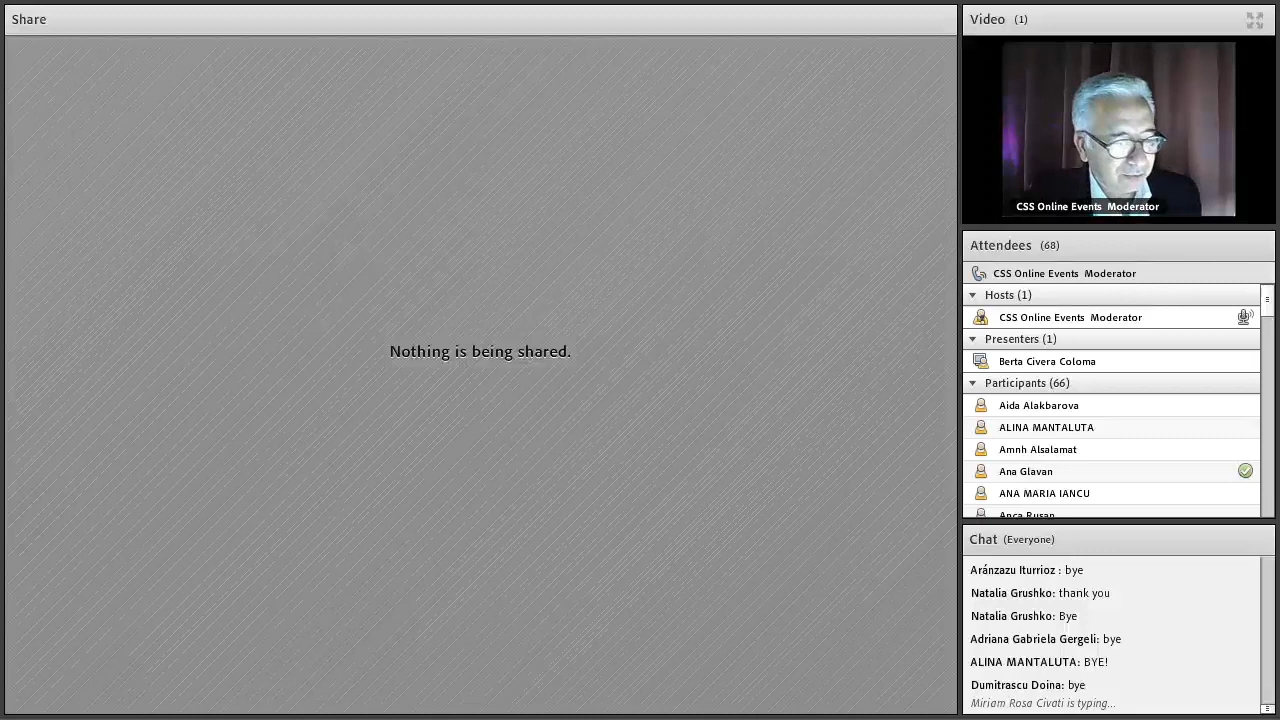 Share
Nothing is being shared.
Video (1)
CSS Online Events Moderator
Attendees (68)
CSS Online Events Moderator
Hosts (1)
CSS Online Events Moderator
Presenters (1)
Berta Civera Coloma
Participants (66)
Aida Alakbarova
ALINA MANTALUTA
Amnh Alsalamat
Ana Glavan
ANA MARIA IANCU
Anca Rusan
Chat (Everyone)
Aránzazu Iturrioz : bye
Natalia Grushko: thank you
Natalia Grushko: Bye
Adriana Gabriela Gergeli: bye
ALINA MANTALUTA: BYE!
Dumitrascu Doina: bye
Miriam Rosa Civati is typing...